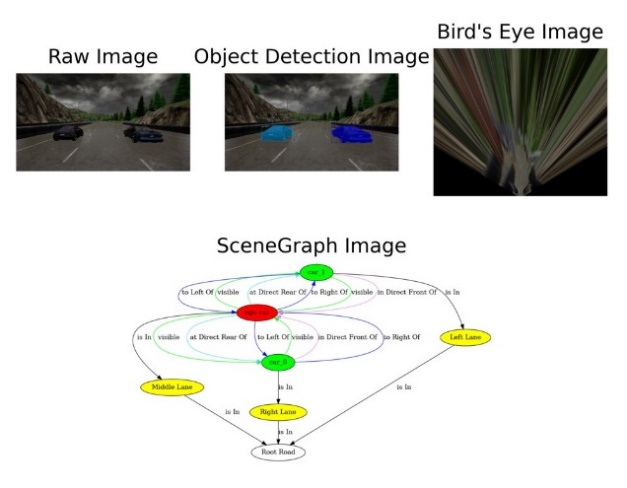 Bird's Eye Image
Raw Image
Object Detection Image
SceneGraph Image
car_1
to Left Of
visible
at Direct Rear Of
to Right Of
visible
in Direct Front Of
is In
ego car
is In
visible
at Direct Rear Of
to Left Of
visible
in Direct Front Of
to Right Of
Left Lane
car_0
Middle Lane
is In
is In
is In
Right Lane
is In
Root Road